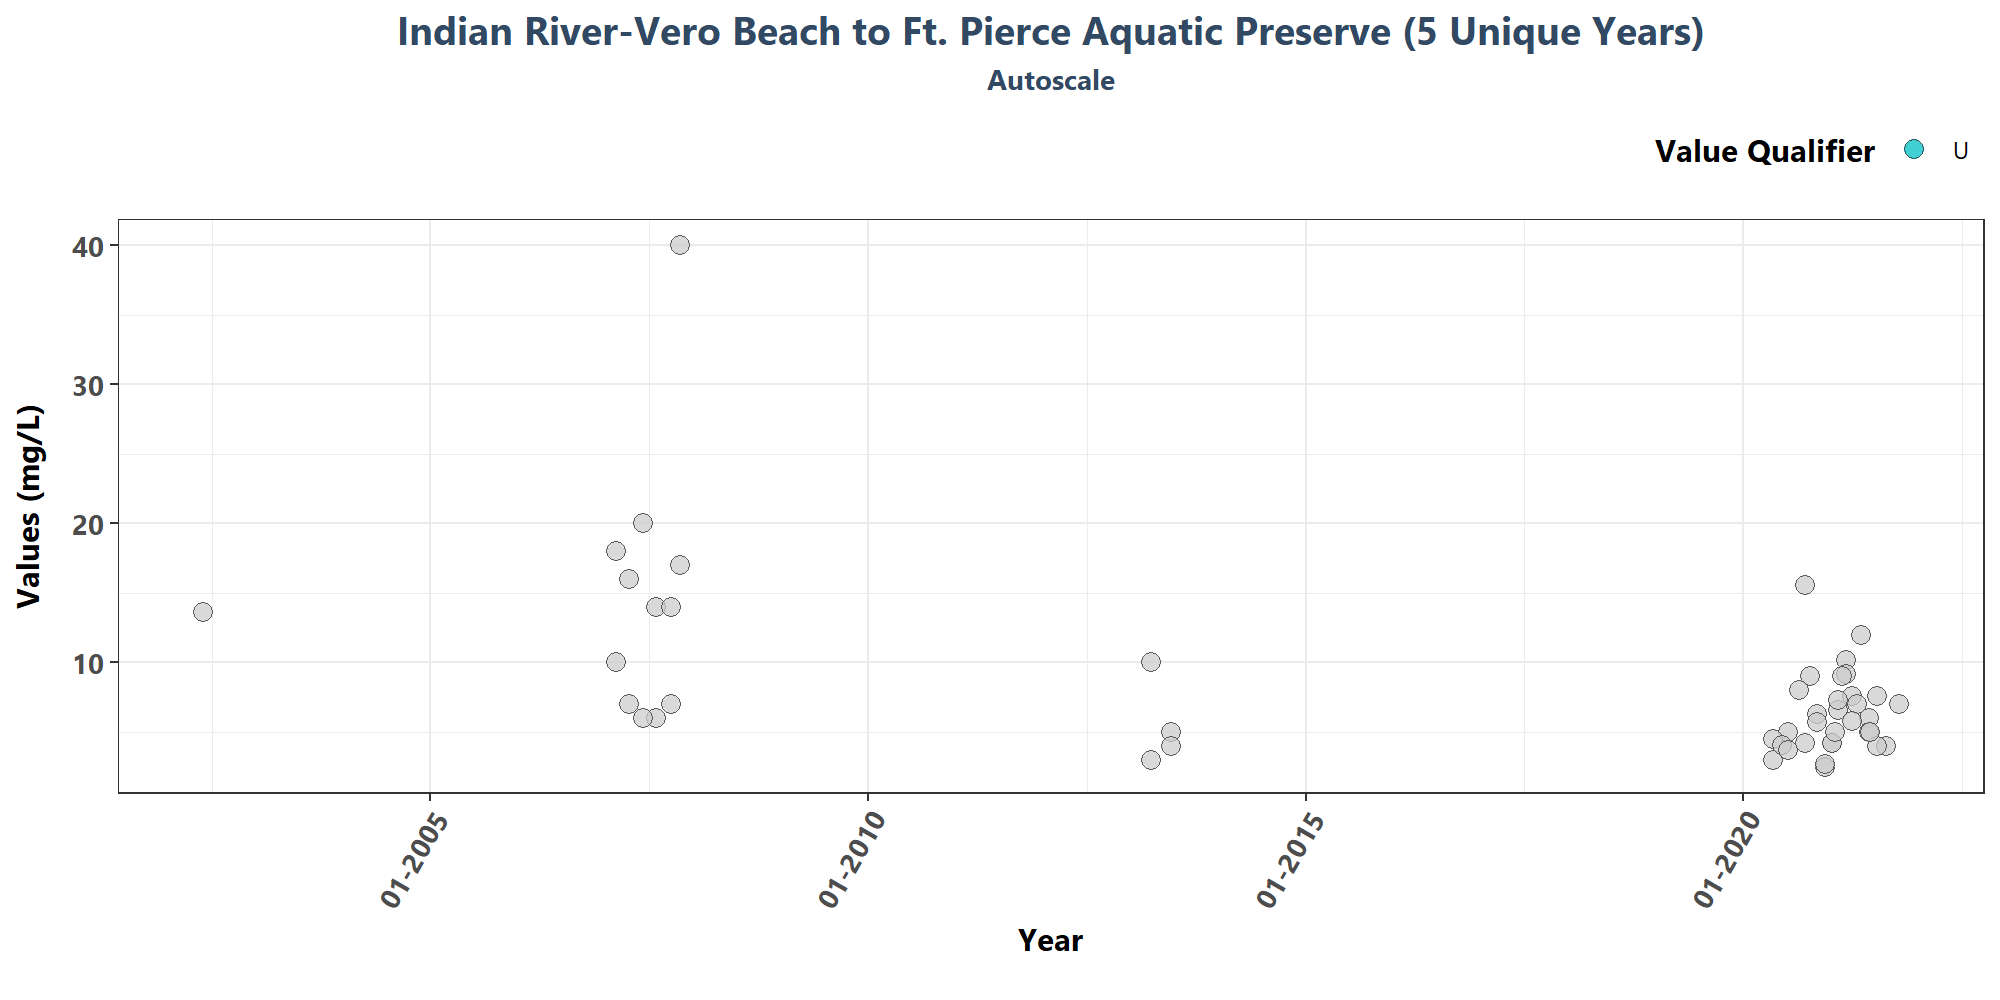 Indian River-Vero Beach to Ft. Pierce Aquatic Preserve (5 Unique Years)
Autoscale
Value Qualifier U
40
30
20
10
Values (mg/L)
01-2005
01-2010
01-2015
01-2020
Year